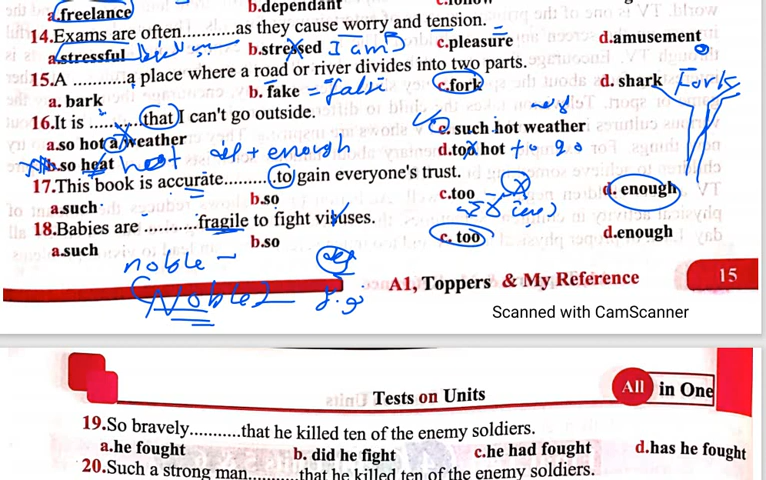 a.freelance b.dependant
14.Exams are often..........as they cause worry and tension.
a.stressful b.stressed I am c.pleasure d.amusement
15.A ..........a place where a road or river divides into two parts.
a. bark b. fake = false c.fork d. shark Fork
16.It is ..........(that) I can't go outside.
a.so hot a weather c. such hot weather
b.so heat heat adj + enough d.too hot to go
17.This book is accurate..........to gain everyone's trust.
a.such b.so c.too d. enough
18.Babies are ..........fragile to fight viruses.
a.such b.so c. too d.enough
noble
Noble
A1, Toppers & My Reference 15
Scanned with CamScanner
Tests on Units All in One
19.So bravely..........that he killed ten of the enemy soldiers.
a.he fought b. did he fight c.he had fought d.has he fought
20.Such a strong man..........that he killed ten of the enemy soldiers.